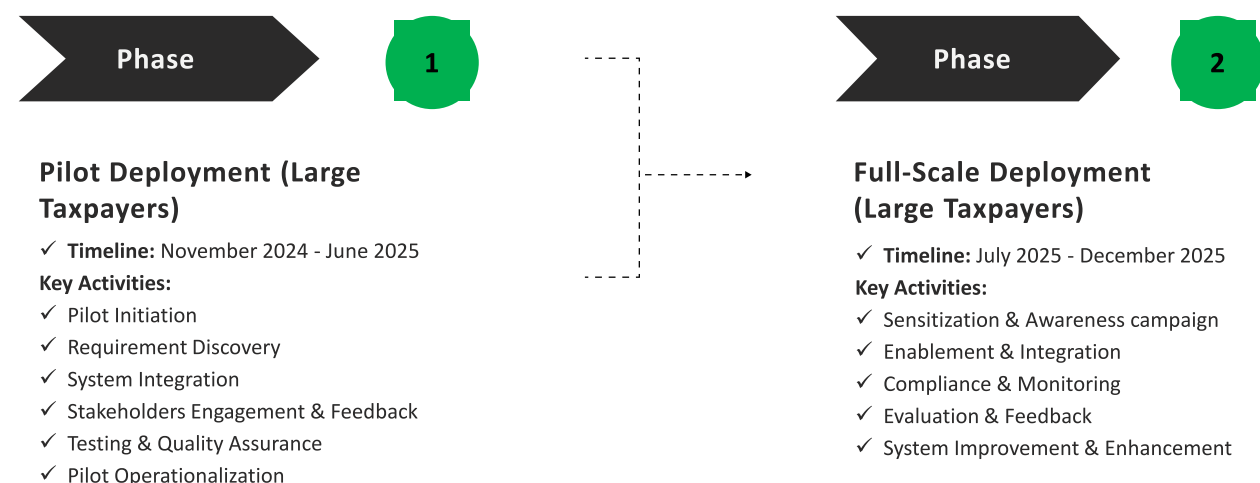 Phase
1
Pilot Deployment (Large
Taxpayers)
✓ Timeline: November 2024 - June 2025
Key Activities:
✓ Pilot Initiation
✓ Requirement Discovery
✓ System Integration
✓ Stakeholders Engagement & Feedback
✓ Testing & Quality Assurance
✓ Pilot Operationalization
Phase
2
Full-Scale Deployment
(Large Taxpayers)
✓ Timeline: July 2025 - December 2025
Key Activities:
✓ Sensitization & Awareness campaign
✓ Enablement & Integration
✓ Compliance & Monitoring
✓ Evaluation & Feedback
✓ System Improvement & Enhancement